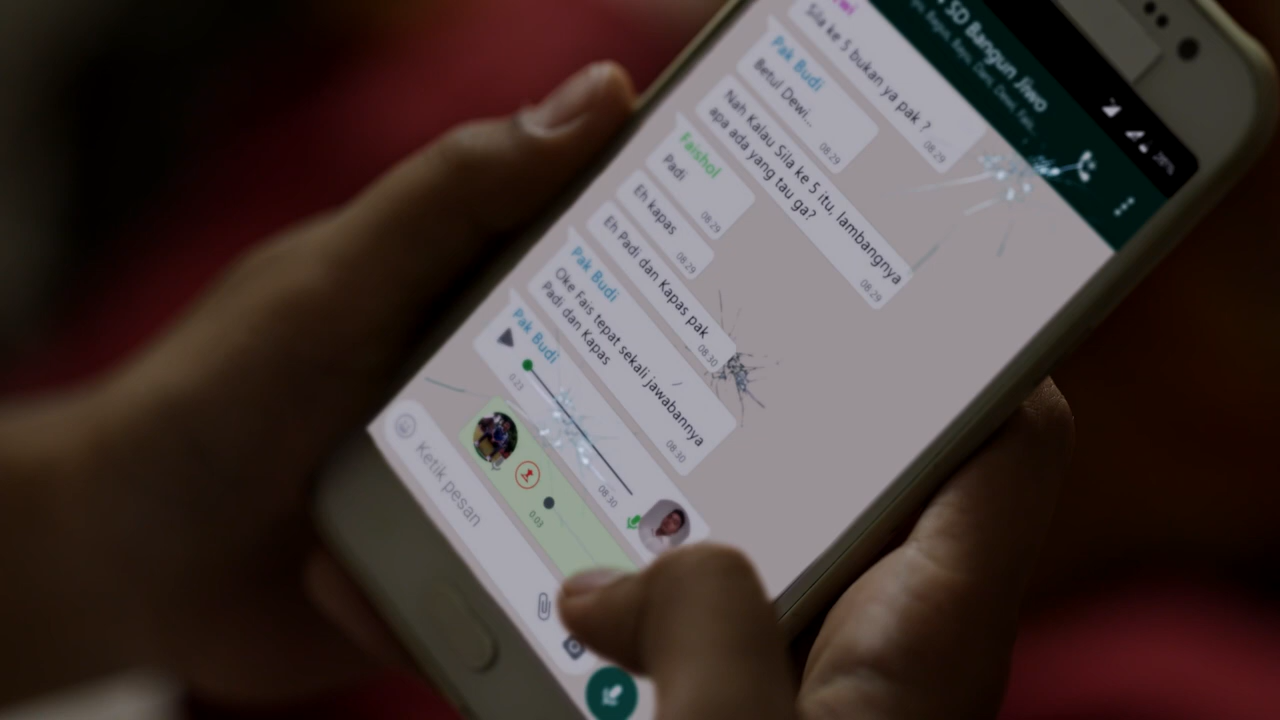 SD Bangun Jiwo
Dewi, Fais,...
28%
Sila ke 5 bukan ya pak ?
08.29
Pak Budi
Betul Dewi...
08.29
Nah Kalau Sila ke 5 itu, lambangnya
apa ada yang tau ga?
08.29
Faishol
Padi
08.29
Eh kapas
08.29
Eh Padi dan Kapas pak
08.30
Pak Budi
Oke Fais tepat sekali jawabannya
Padi dan Kapas
08.30
Pak Budi
0:23
08.30
0:03
Ketik pesan